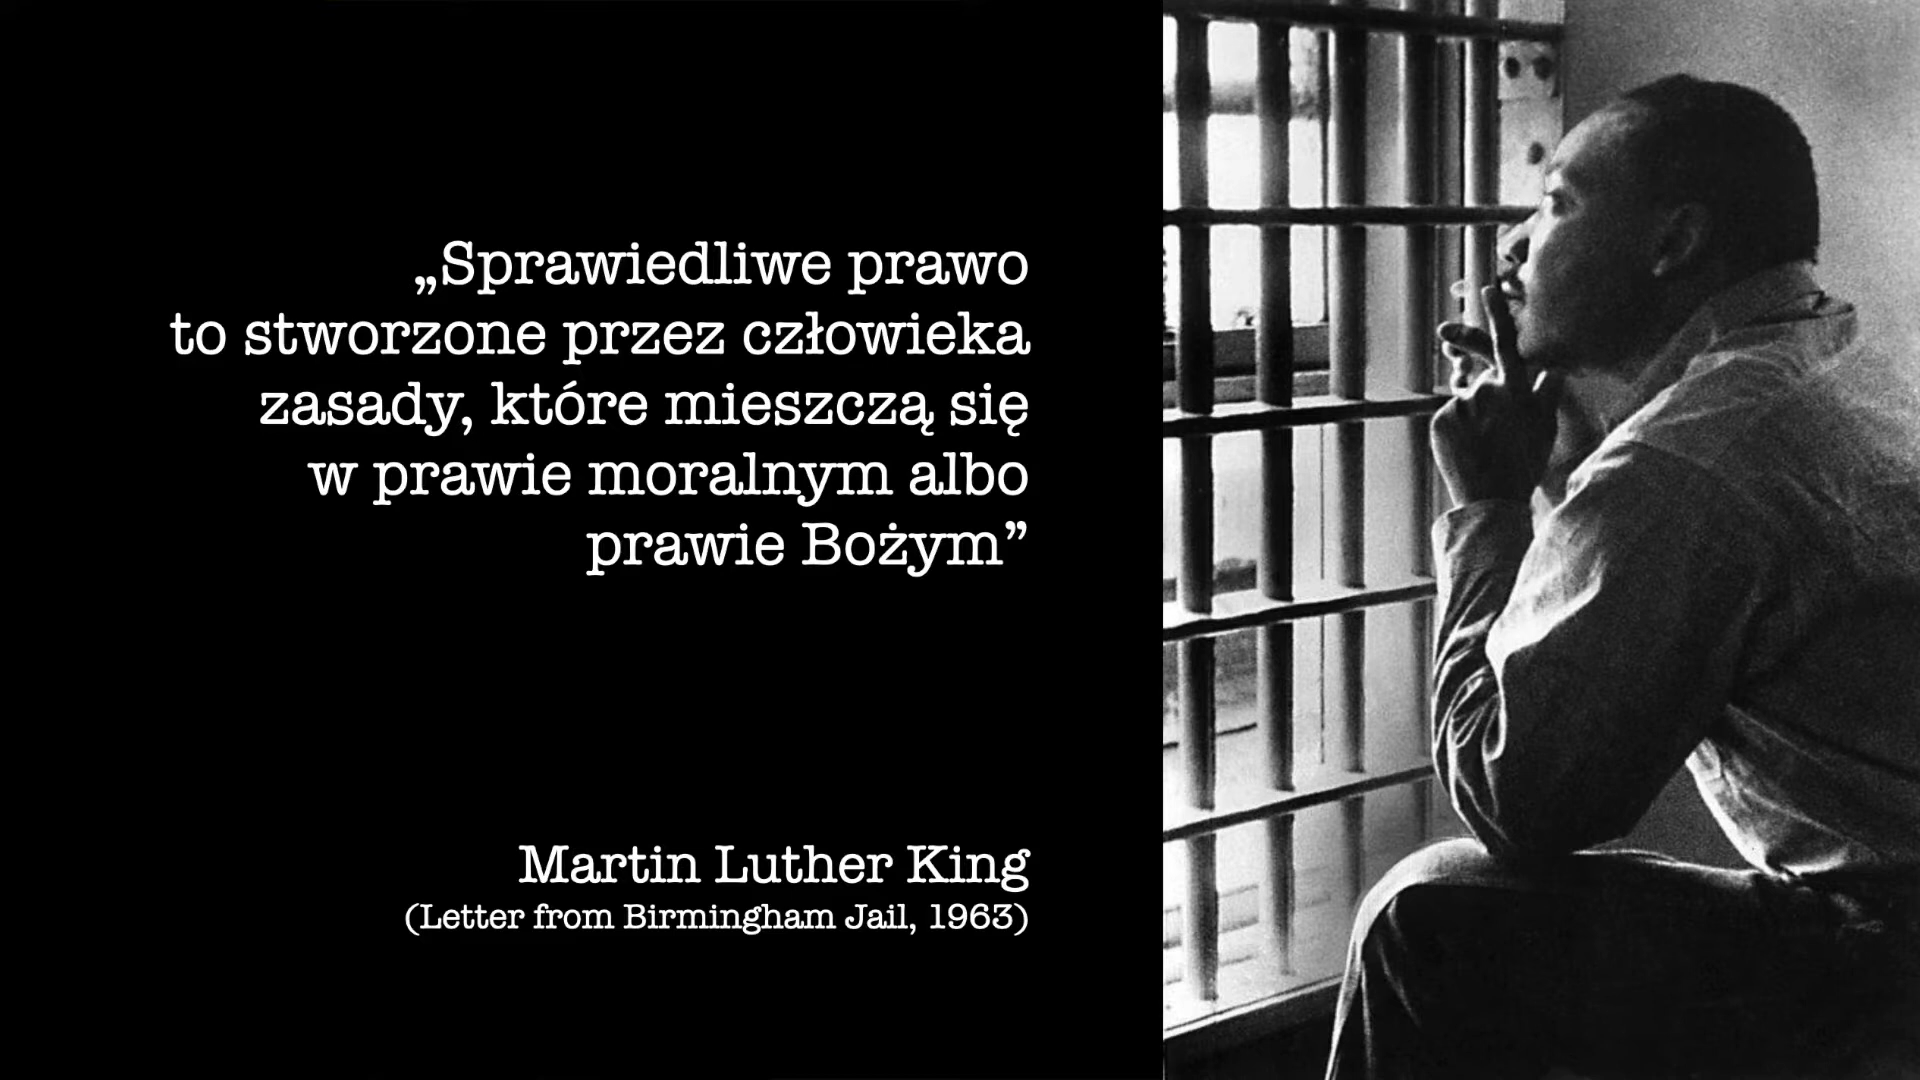 „Sprawiedliwe prawo
to stworzone przez człowieka
zasady, które mieszczą się
w prawie moralnym albo
prawie Bożym”
Martin Luther King
(Letter from Birmingham Jail, 1963)